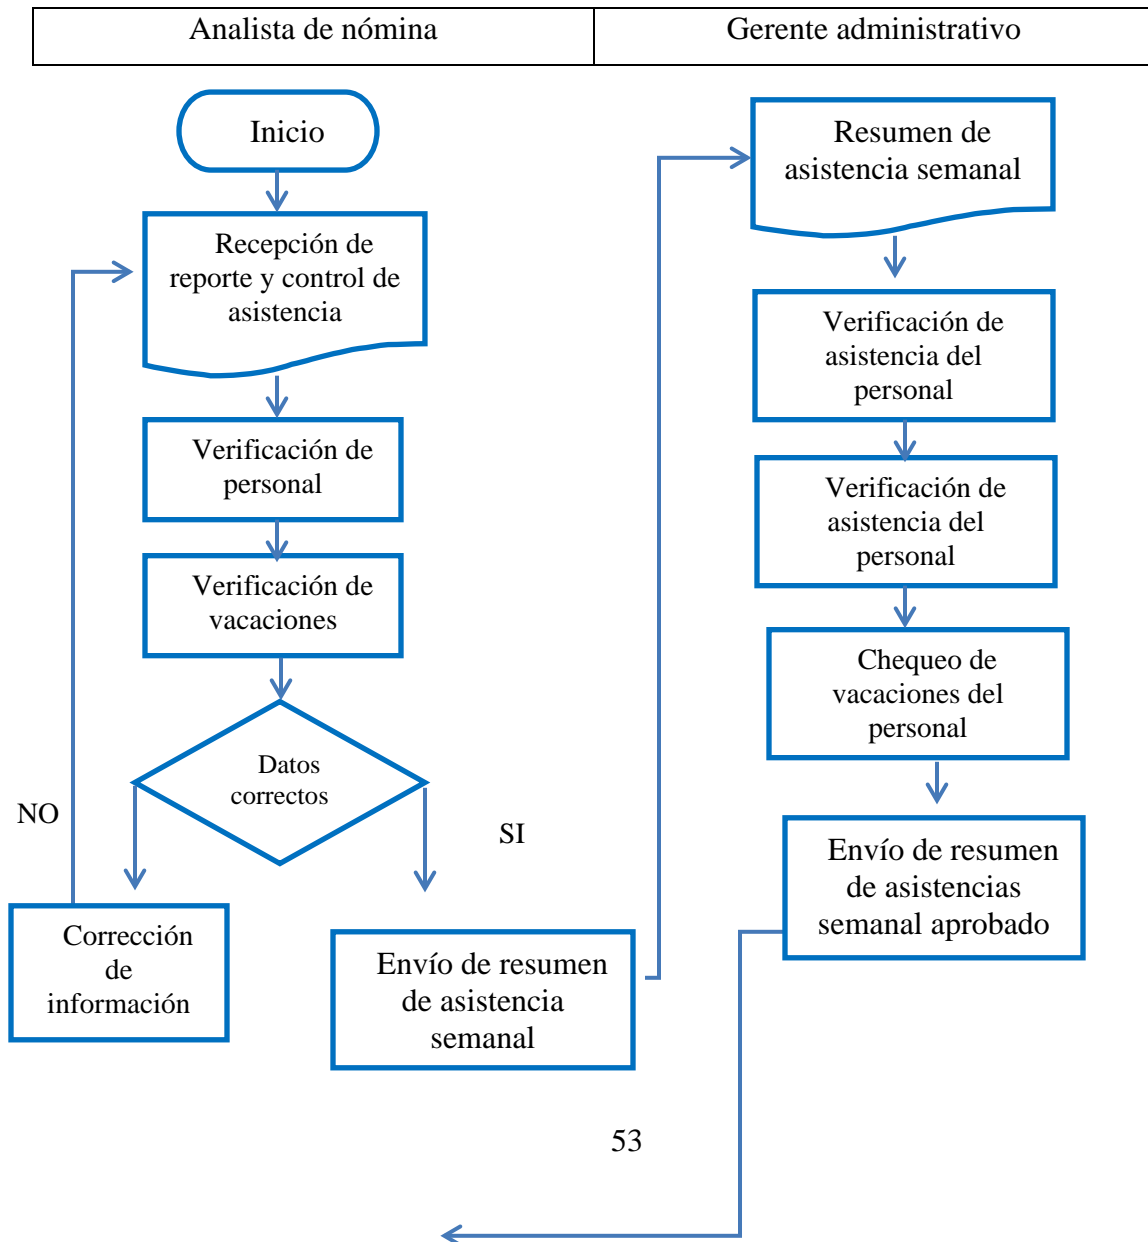 Analista de nómina
Gerente administrativo
Inicio
Recepción de
reporte y control de
asistencia
Verificación de
personal
Verificación de
vacaciones
Datos
correctos
NO
SI
Corrección
de
información
Envío de resumen
de asistencia
semanal
Resumen de
asistencia semanal
Verificación de
asistencia del
personal
Verificación de
asistencia del
personal
Chequeo de
vacaciones del
personal
Envío de resumen
de asistencias
semanal aprobado
53